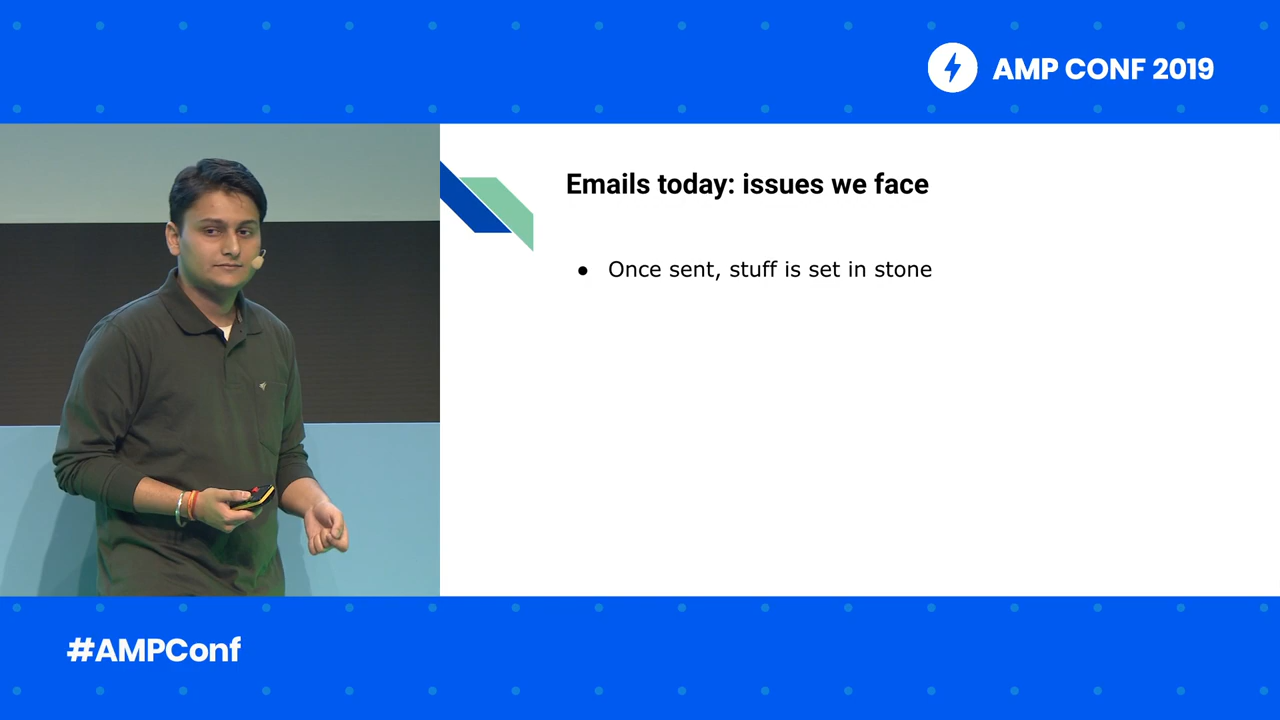 AMP CONF 2019
Emails today: issues we face
● Once sent, stuff is set in stone
#AMPConf